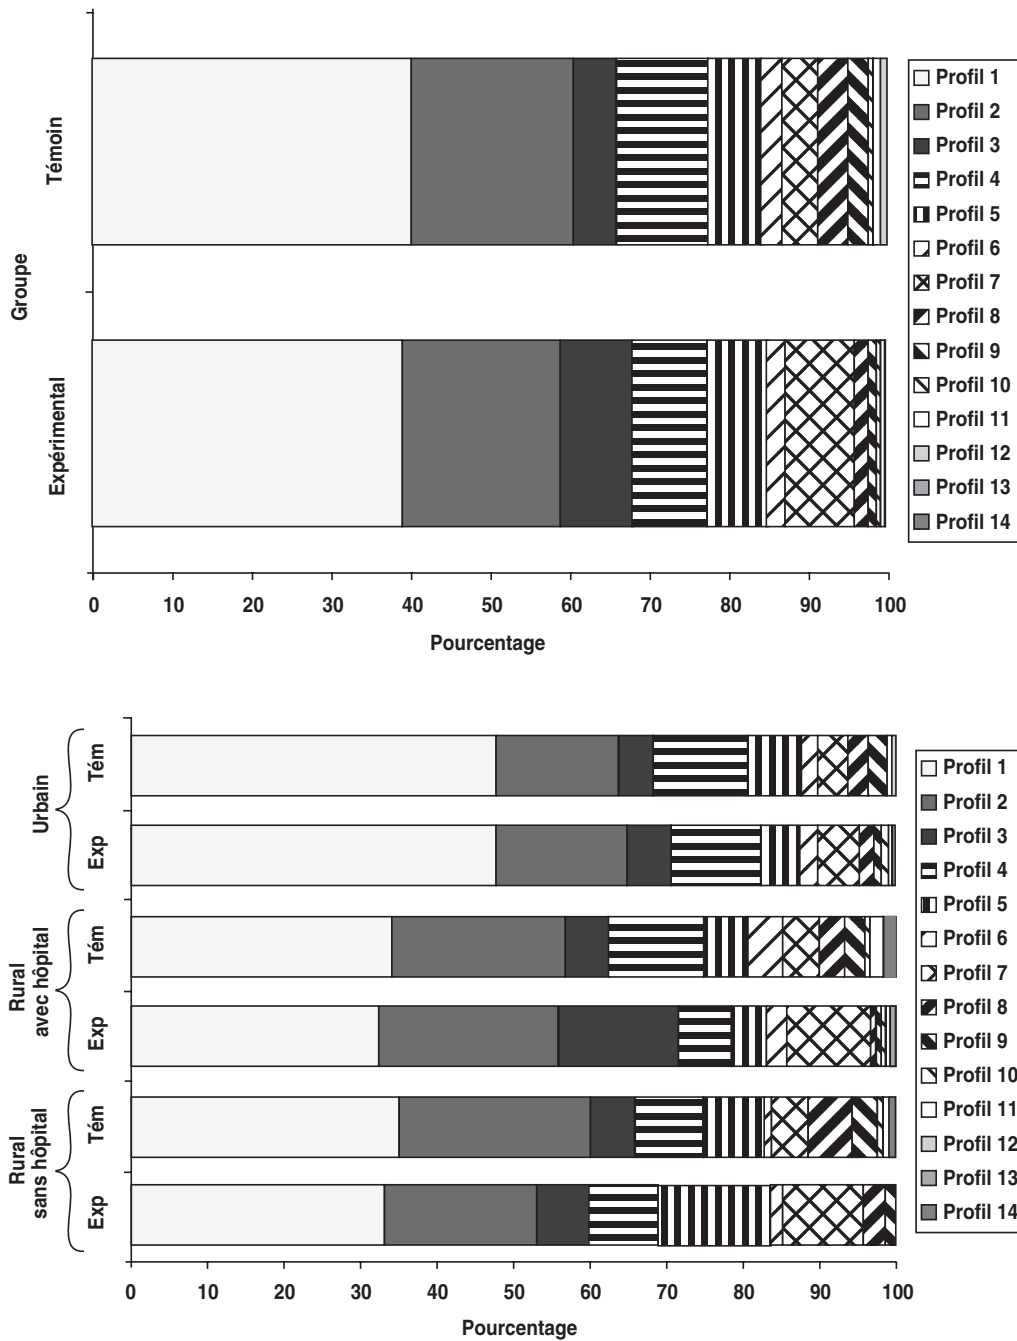 Groupe
Témoin
Expérimental
0 10 20 30 40 50 60 70 80 90 100
Pourcentage
Profil 1
Profil 2
Profil 3
Profil 4
Profil 5
Profil 6
Profil 7
Profil 8
Profil 9
Profil 10
Profil 11
Profil 12
Profil 13
Profil 14
Urbain
Tém
Exp
Rural
avec hôpital
Tém
Exp
Rural
sans hôpital
Tém
Exp
0 10 20 30 40 50 60 70 80 90 100
Pourcentage
Profil 1
Profil 2
Profil 3
Profil 4
Profil 5
Profil 6
Profil 7
Profil 8
Profil 9
Profil 10
Profil 11
Profil 12
Profil 13
Profil 14